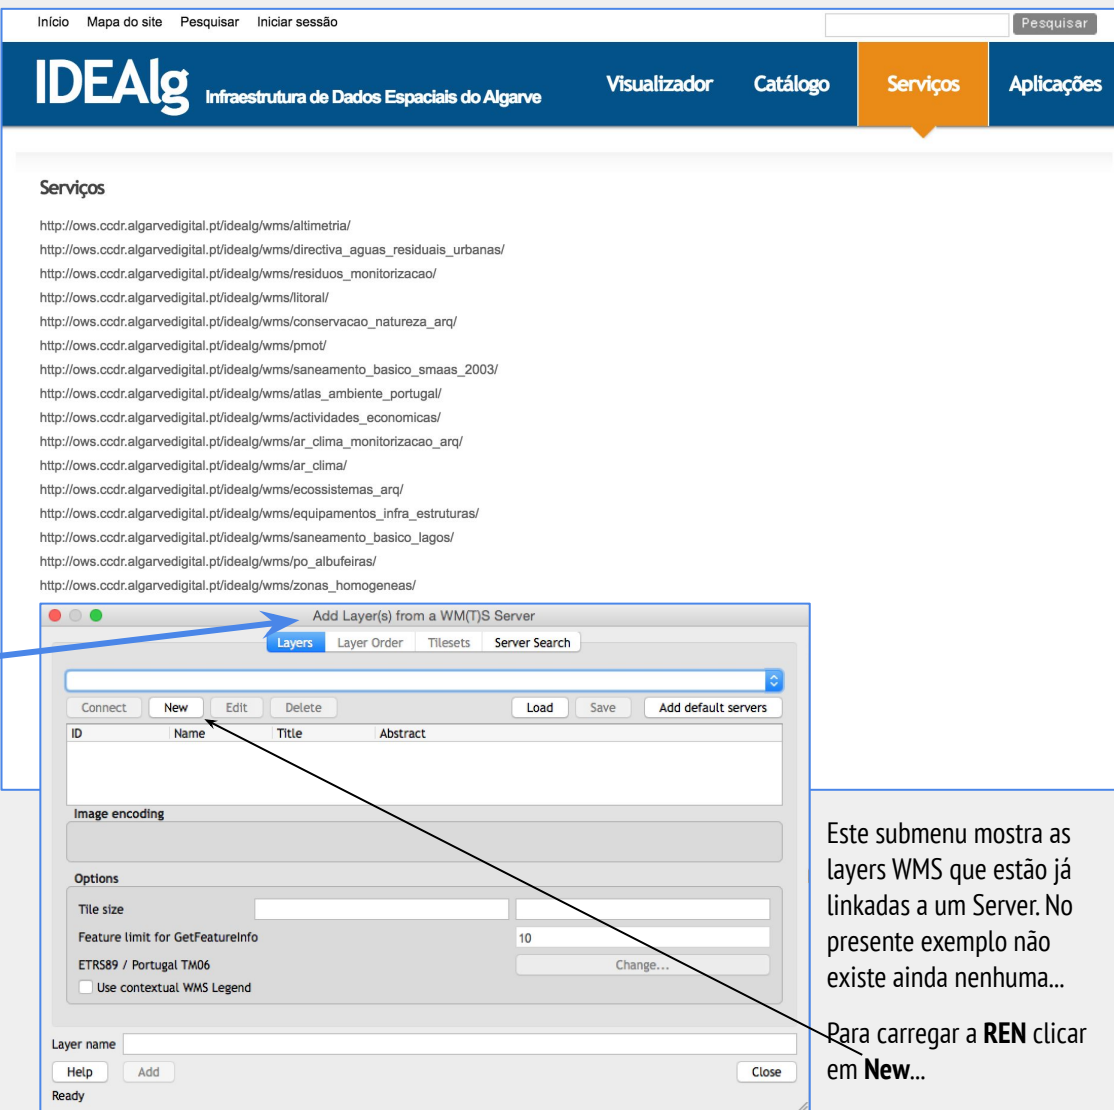 Início Mapa do site Pesquisar Iniciar sessão Pesquisar
IDEAlg Infraestrutura de Dados Espaciais do Algarve Visualizador Catálogo Serviços Aplicações
Serviços
http://ows.ccdr.algarvedigital.pt/idealg/wms/altimetria/
http://ows.ccdr.algarvedigital.pt/idealg/wms/directiva_aguas_residuais_urbanas/
http://ows.ccdr.algarvedigital.pt/idealg/wms/residuos_monitorizacao/
http://ows.ccdr.algarvedigital.pt/idealg/wms/litoral/
http://ows.ccdr.algarvedigital.pt/idealg/wms/conservacao_natureza_arq/
http://ows.ccdr.algarvedigital.pt/idealg/wms/pmot/
http://ows.ccdr.algarvedigital.pt/idealg/wms/saneamento_basico_smaas_2003/
http://ows.ccdr.algarvedigital.pt/idealg/wms/atlas_ambiente_portugal/
http://ows.ccdr.algarvedigital.pt/idealg/wms/actividades_economicas/
http://ows.ccdr.algarvedigital.pt/idealg/wms/ar_clima_monitorizacao_arq/
http://ows.ccdr.algarvedigital.pt/idealg/wms/ar_clima/
http://ows.ccdr.algarvedigital.pt/idealg/wms/ecossistemas_arq/
http://ows.ccdr.algarvedigital.pt/idealg/wms/equipamentos_infra_estruturas/
http://ows.ccdr.algarvedigital.pt/idealg/wms/saneamento_basico_lagos/
http://ows.ccdr.algarvedigital.pt/idealg/wms/po_albufeiras/
http://ows.ccdr.algarvedigital.pt/idealg/wms/zonas_homogeneas/
Add Layer(s) from a WM(T)S Server
Layers Layer Order Tilesets Server Search
Connect New Edit Delete Load Save Add default servers
ID Name Title Abstract
Image encoding
Options
Tile size
Feature limit for GetFeatureInfo 10
ETRS89 / Portugal TM06 Change...
Use contextual WMS Legend
Layer name
Help Add Close
Ready
Este submenu mostra as
layers WMS que estão já
linkadas a um Server. No
presente exemplo não
existe ainda nenhuma...
Para carregar a REN clicar
em New...